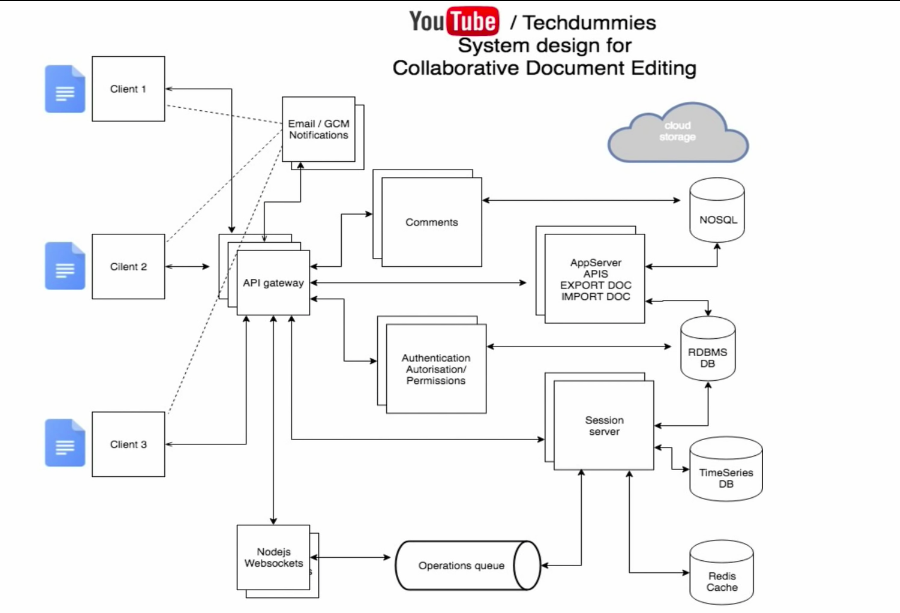 YouTube / Techdummies
System design for
Collaborative Document Editing
Client 1
Email / GCM
Notifications
cloud
storage
Comments
NOSQL
Cilent 2
API gateway
AppServer
APIS
EXPORT DOC
IMPORT DOC
Authentication
Autorisation/
Permissions
RDBMS
DB
Client 3
Session
server
TimeSeries
DB
Nodejs
Websockets
s
Operations queue
Redis
Cache